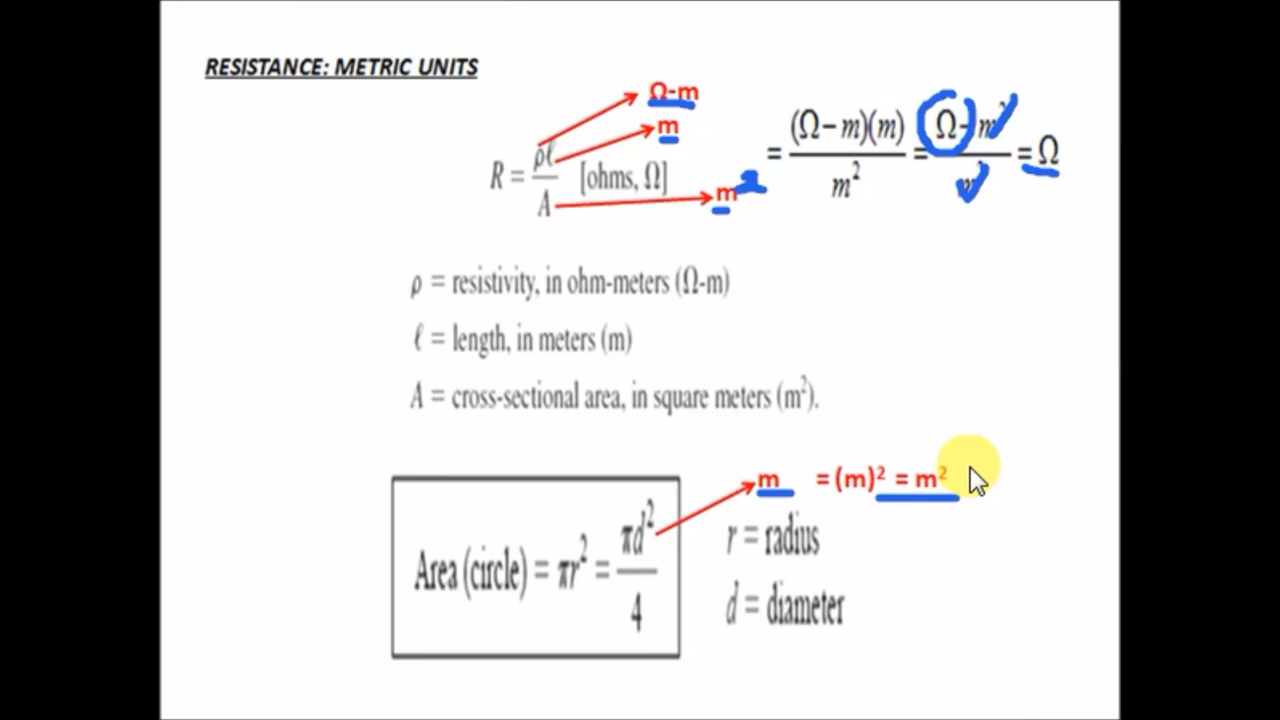 RESISTANCE: METRIC UNITS
Ω-m
m
R = ρℓ/A [ohms, Ω]
m²
= (Ω – m)(m)/m² = Ω – m²/m² = Ω
ρ = resistivity, in ohm-meters (Ω-m)
ℓ = length, in meters (m)
A = cross-sectional area, in square meters (m²).
m = (m)² = m²
Area (circle) = πr² = πd²/4
r = radius
d = diameter